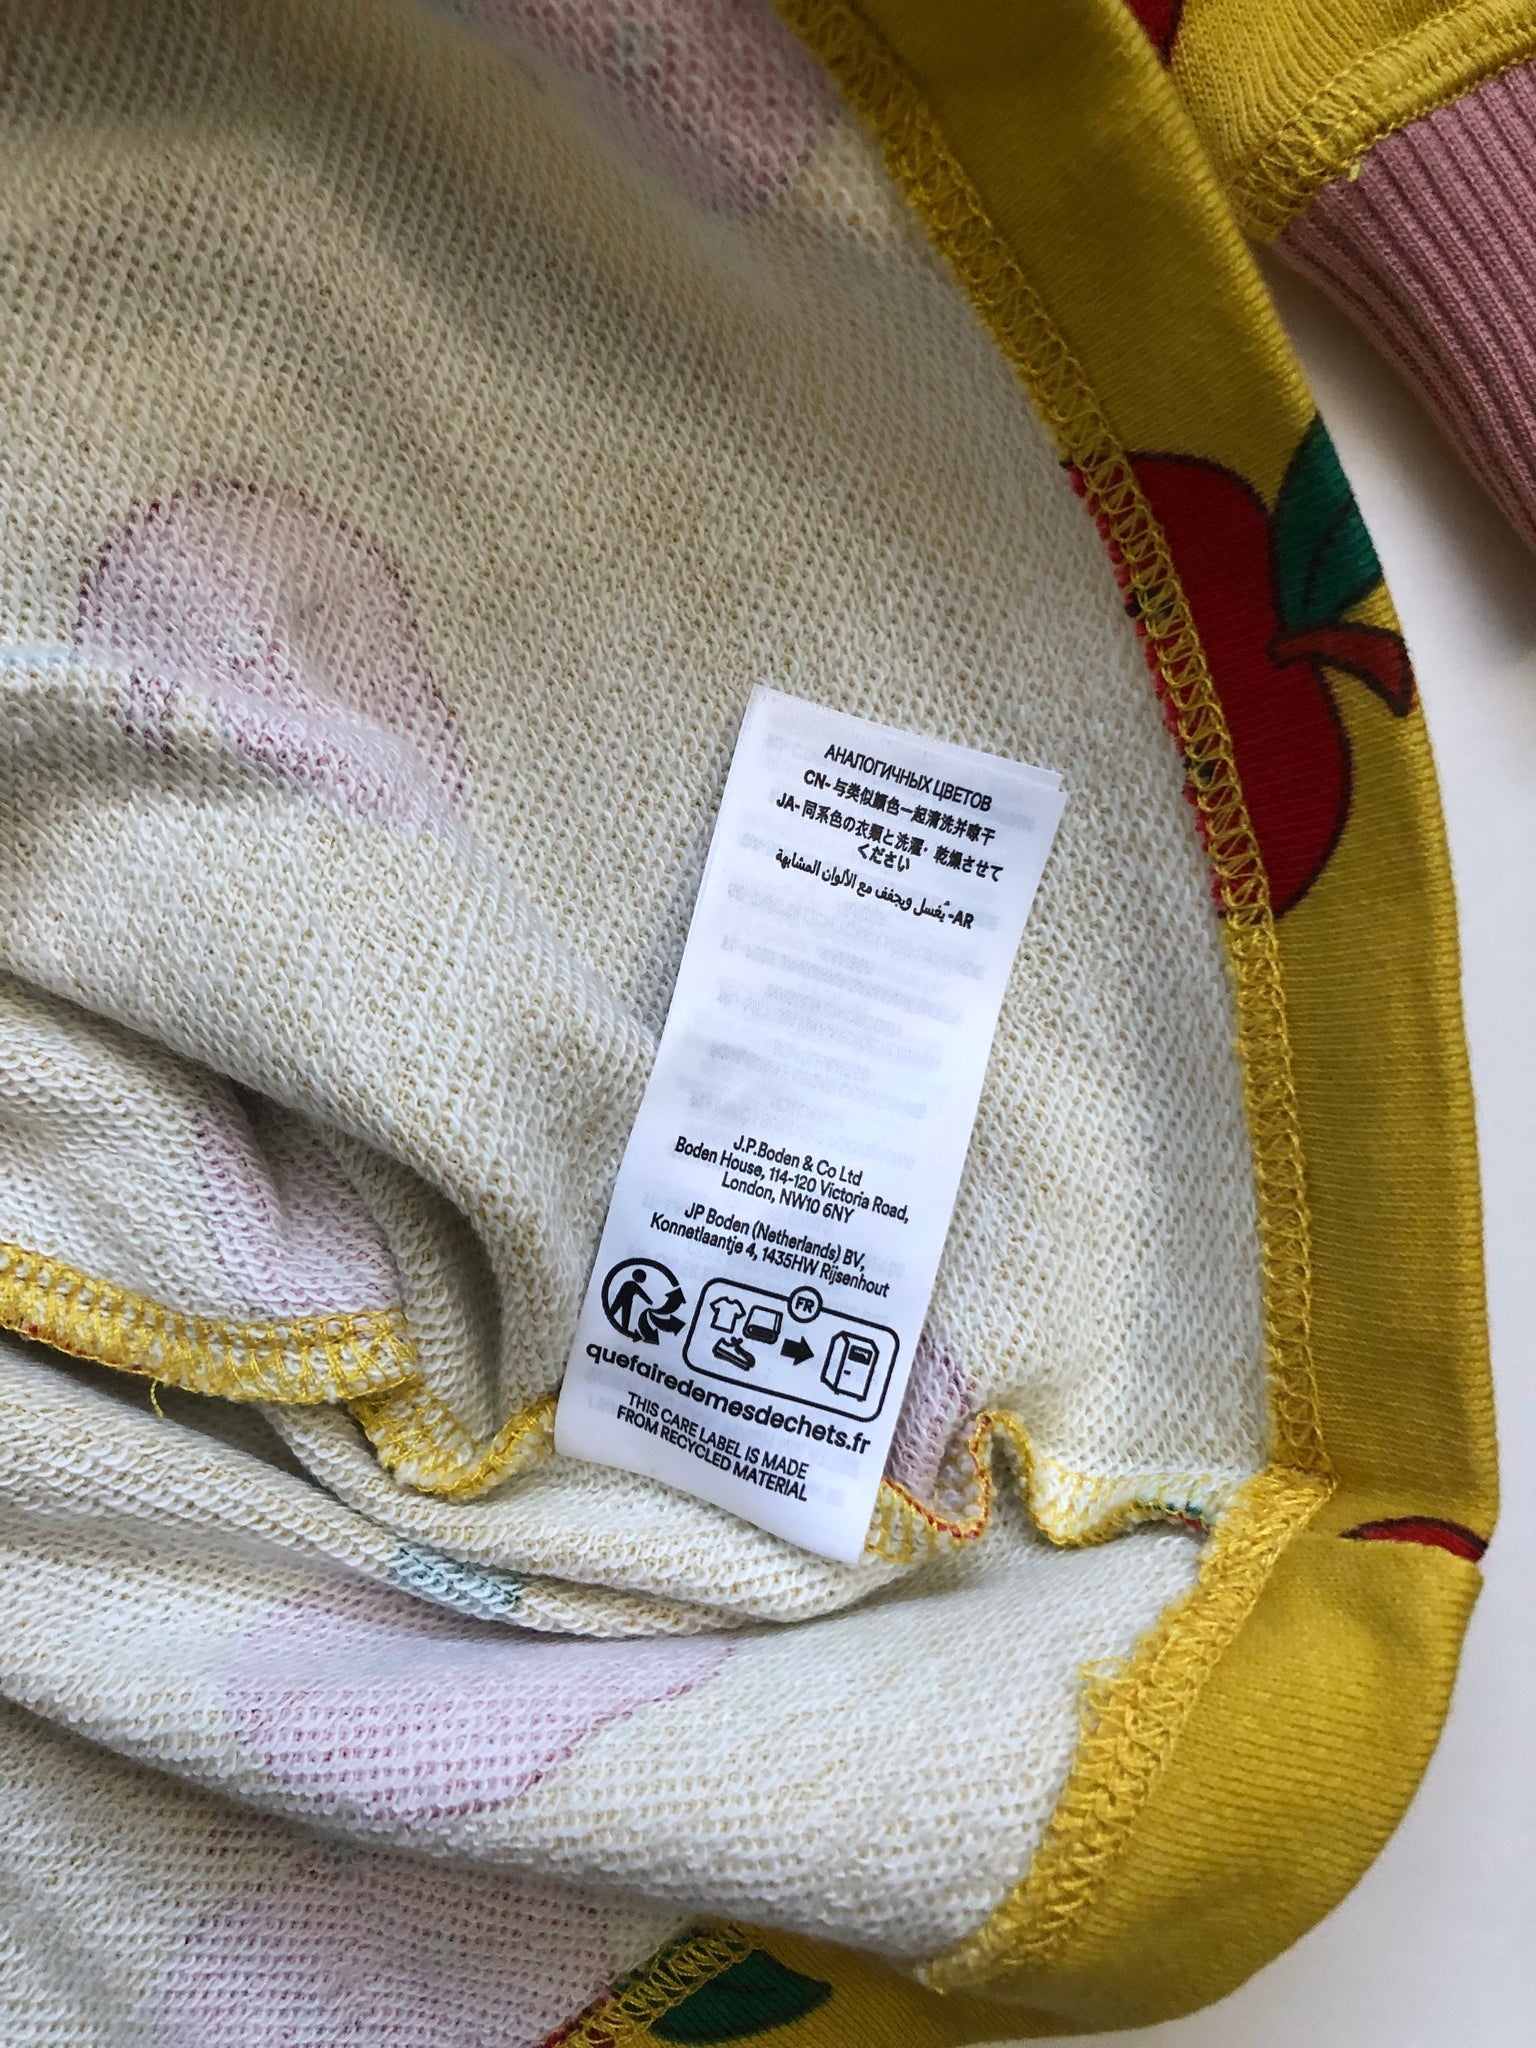 АНАЛОГИЧНЫХ ЦВЕТОВ
CN- 与类似颜色一起清洗并晾干
JA- 同系色の衣類と洗濯・乾燥させて
ください
AR- يُغسل ويجفف مع الألوان المشابهة
J.P.Boden & Co Ltd
Boden House, 114-120 Victoria Road,
London, NW10 6NY
JP Boden (Netherlands) BV,
Konnetlaantje 4, 1435HW Rijsenhout
FR
quefairedemesdechets.fr
THIS CARE LABEL IS MADE
FROM RECYCLED MATERIAL